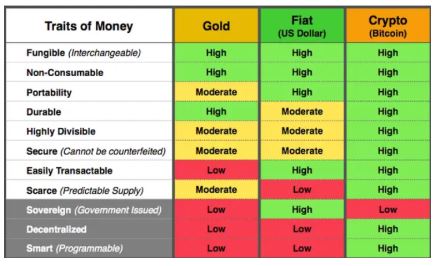 Traits of Money Gold Fiat (US Dollar) Crypto (Bitcoin)
Fungible (Interchangeable) High High High
Non-Consumable High High High
Portability Moderate High High
Durable High Moderate High
Highly Divisible Moderate Moderate High
Secure (Cannot be counterfeited) Moderate Moderate High
Easily Transactable Low High High
Scarce (Predictable Supply) Moderate Low High
Sovereign (Government Issued) Low High Low
Decentralized Low Low High
Smart (Programmable) Low Low High